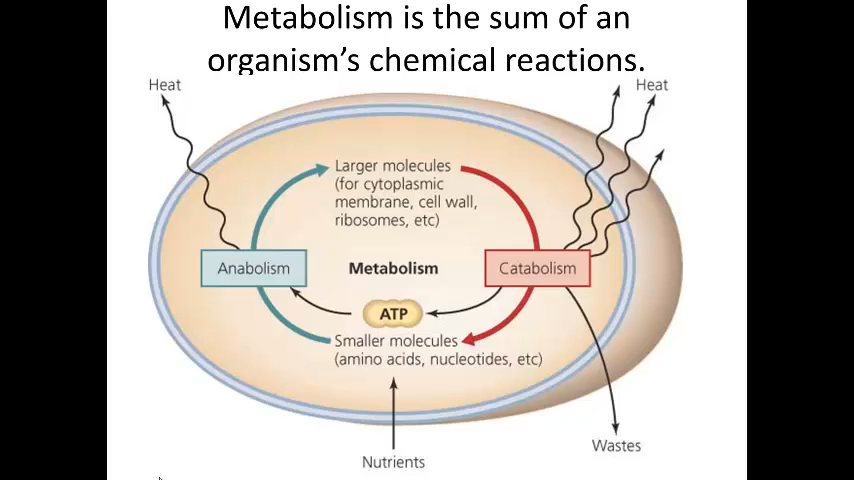 Metabolism is the sum of an
organism’s chemical reactions.
Heat
Heat
Larger molecules
(for cytoplasmic
membrane, cell wall,
ribosomes, etc)
Anabolism
Metabolism
Catabolism
ATP
Smaller molecules
(amino acids, nucleotides, etc)
Wastes
Nutrients